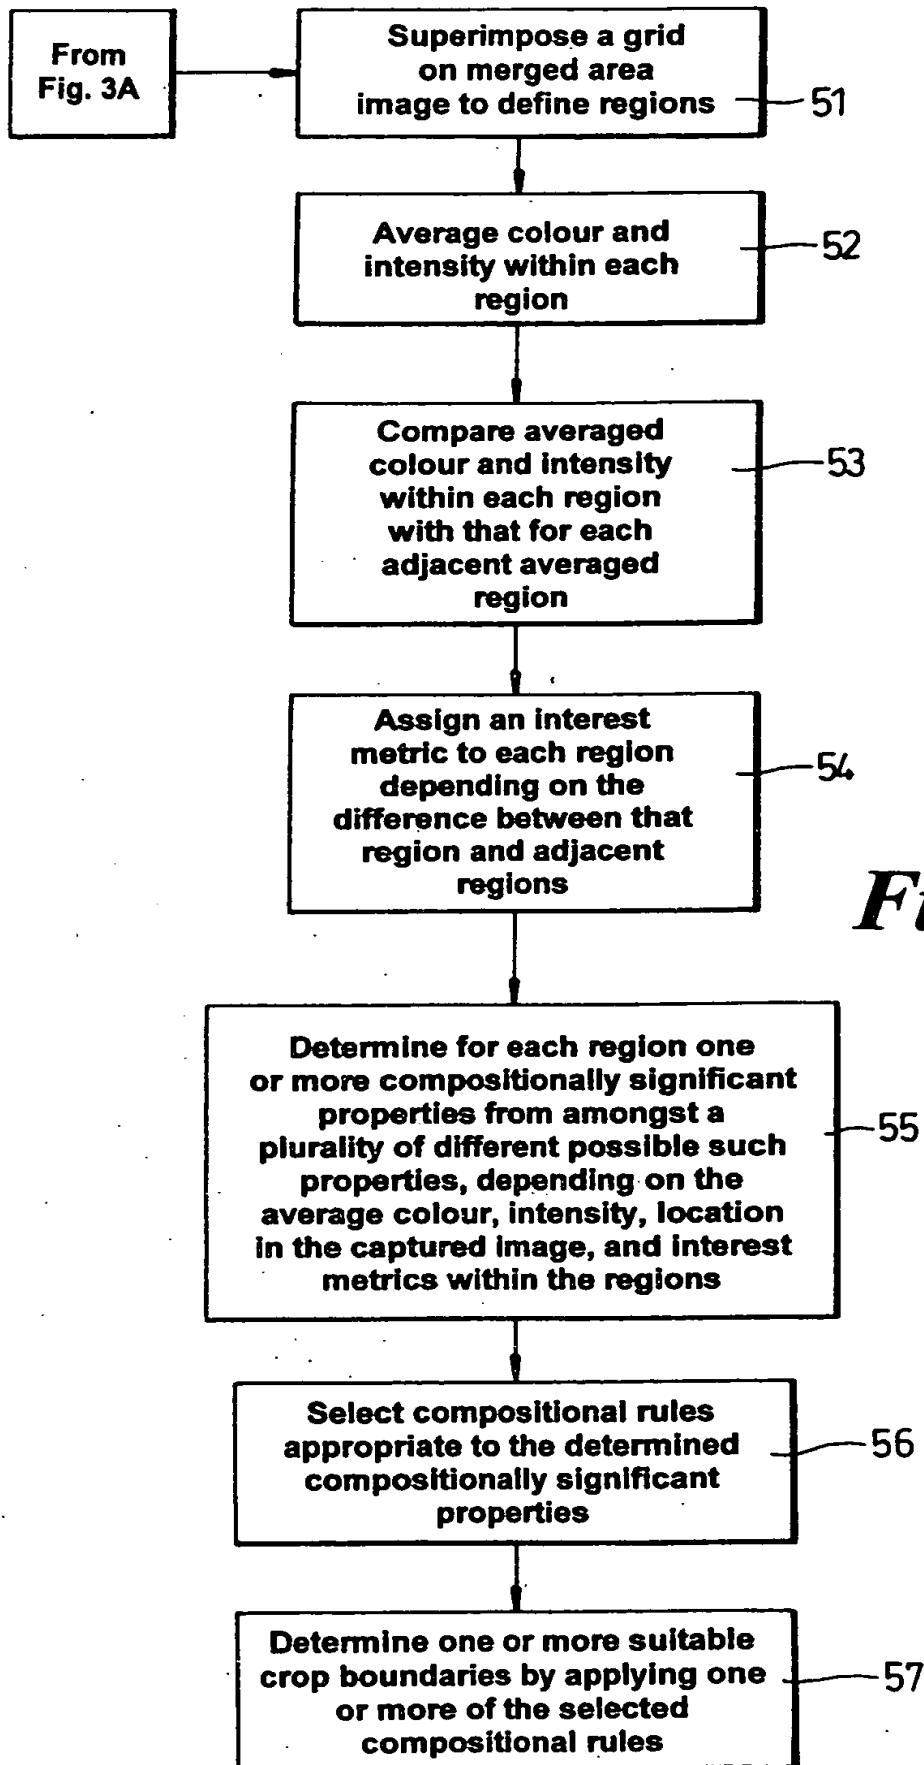 From
Fig. 3A
Superimpose a grid
on merged area
image to define regions
51
Average colour and
intensity within each
region
52
Compare averaged
colour and intensity
within each region
with that for each
adjacent averaged
region
53
Assign an interest
metric to each region
depending on the
difference between that
region and adjacent
regions
54
Determine for each region one
or more compositionally significant
properties from amongst a
plurality of different possible such
properties, depending on the
average colour, intensity, location
in the captured image, and interest
metrics within the regions
55
Select compositional rules
appropriate to the determined
compositionally significant
properties
56
Determine one or more suitable
crop boundaries by applying one
or more of the selected
compositional rules
57